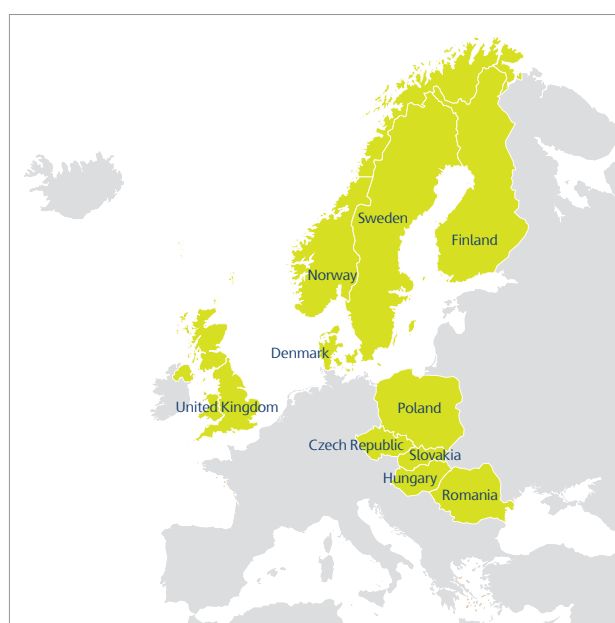 Sweden
Finland
Norway
Denmark
United Kingdom
Poland
Czech Republic
Slovakia
Hungary
Romania